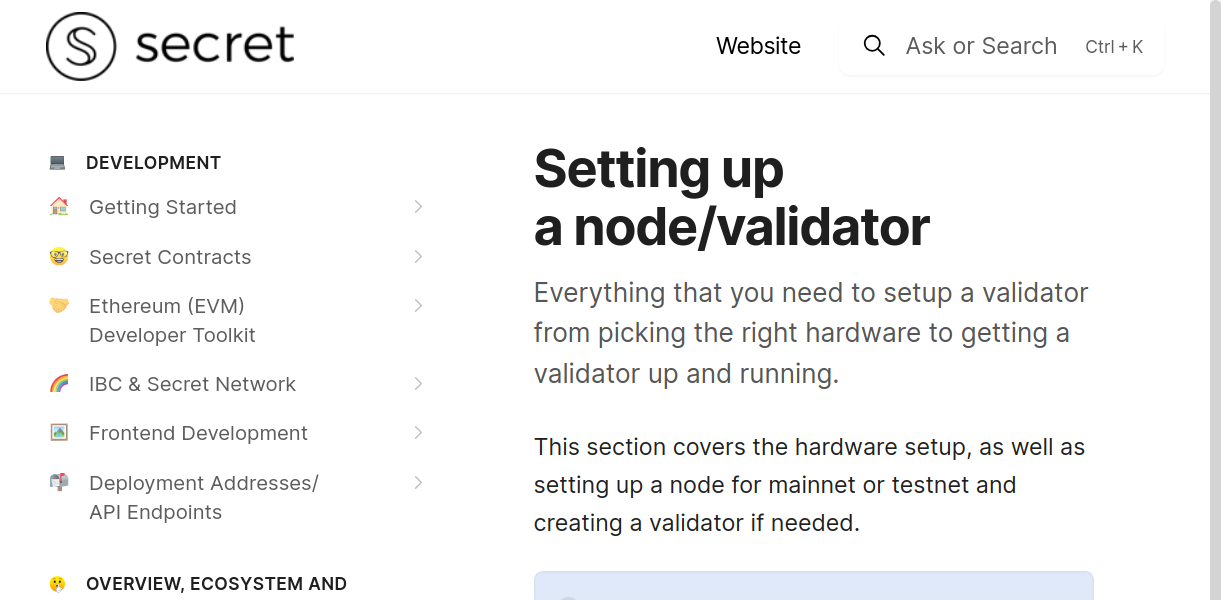 secret
Website
Ask or Search
Ctrl + K
DEVELOPMENT
Getting Started
Secret Contracts
Ethereum (EVM)
Developer Toolkit
IBC & Secret Network
Frontend Development
Deployment Addresses/
API Endpoints
OVERVIEW, ECOSYSTEM AND
Setting up
a node/validator
Everything that you need to setup a validator
from picking the right hardware to getting a
validator up and running.
This section covers the hardware setup, as well as
setting up a node for mainnet or testnet and
creating a validator if needed.